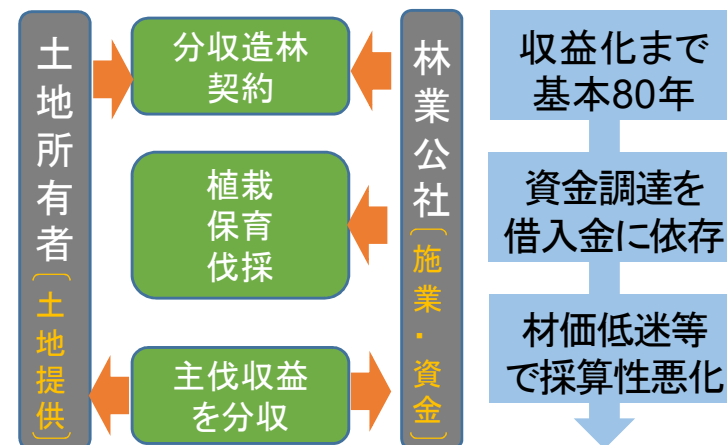 土地所有者〔土地提供〕
分収造林
契約
植栽
保育
伐採
主伐収益
を分収
林業公社〔施業・資金〕
収益化まで
基本80年
資金調達を
借入金に依存
材価低迷等
で採算性悪化